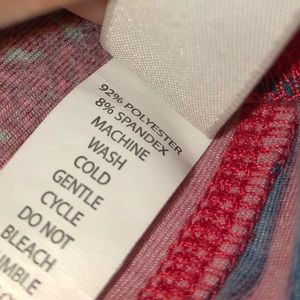 92% POLYESTER
8% SPANDEX
MACHINE
WASH
COLD
GENTLE
CYCLE
DO NOT
BLEACH